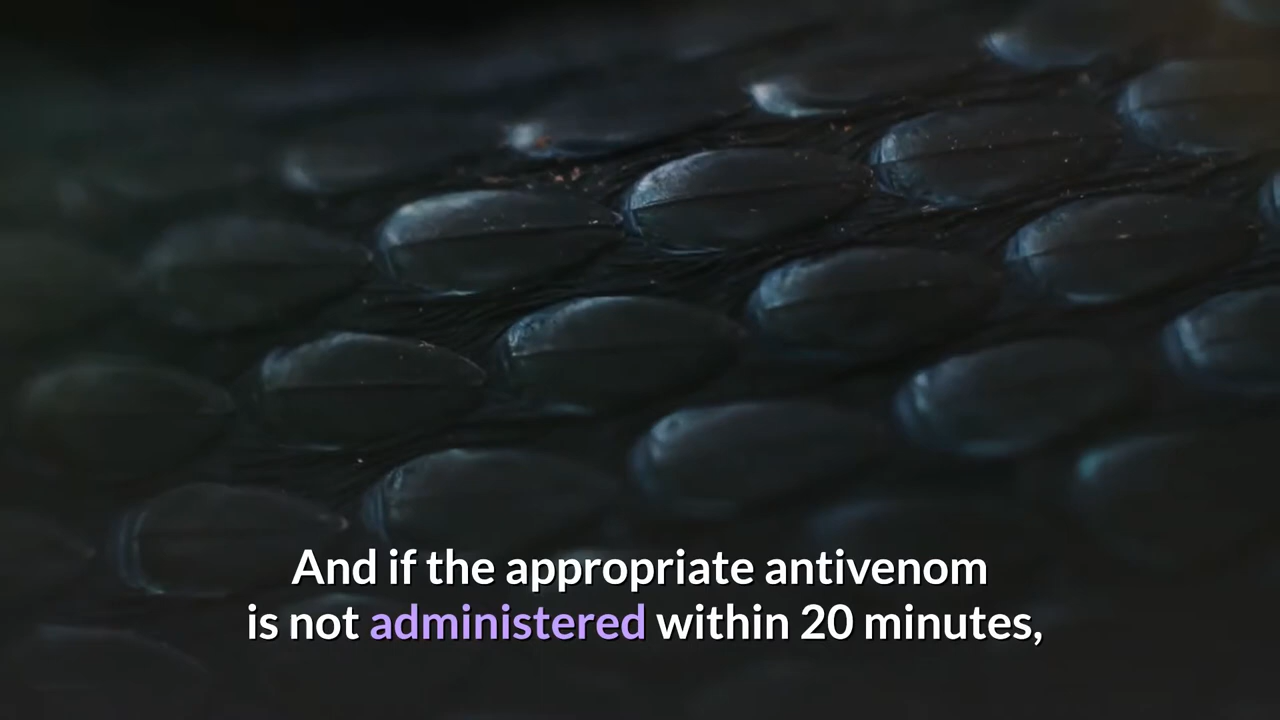 And if the appropriate antivenom
is not administered within 20 minutes,